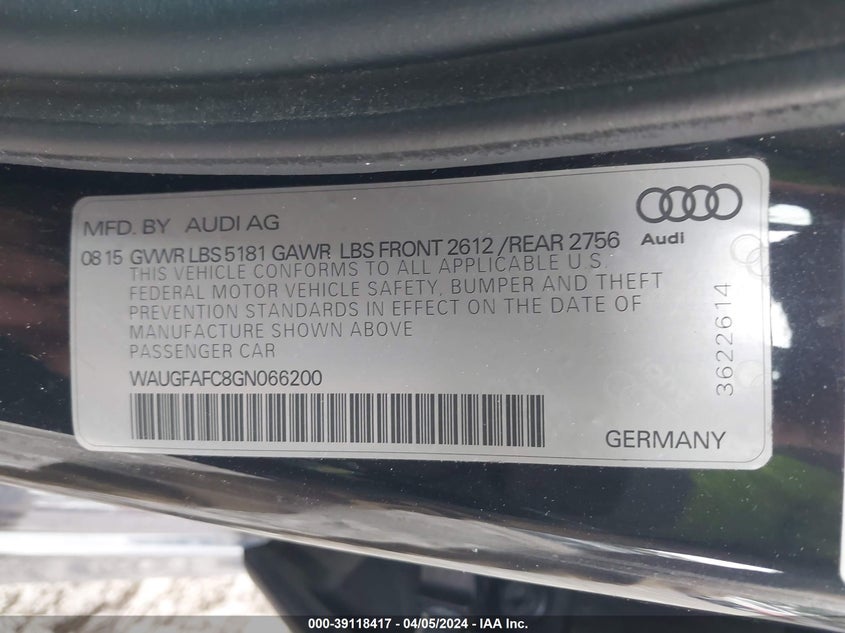 MFD. BY AUDI AG
Audi
08 15 GVWR LBS 5181 GAWR LBS FRONT 2612 /REAR 2756
THIS VEHICLE CONFORMS TO ALL APPLICABLE U.S.
FEDERAL MOTOR VEHICLE SAFETY, BUMPER AND THEFT
PREVENTION STANDARDS IN EFFECT ON THE DATE OF
MANUFACTURE SHOWN ABOVE
PASSENGER CAR
WAUGFAFC8GN066200
3622614
GERMANY
000-39118417 - 04/05/2024 - IAA Inc.